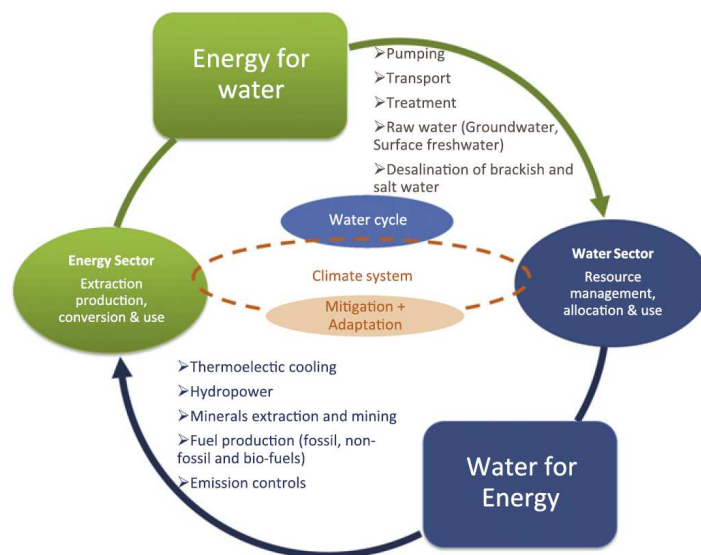 Energy for
water
➢Pumping
➢Transport
➢Treatment
➢Raw water (Groundwater,
Surface freshwater)
➢Desalination of brackish and
salt water
Water cycle
Energy Sector
Extraction
production,
conversion & use
Climate system
Mitigation +
Adaptation
Water Sector
Resource
management,
allocation & use
➢Thermoelectic cooling
➢Hydropower
➢Minerals extraction and mining
➢Fuel production (fossil, non-
fossil and bio-fuels)
➢Emission controls
Water for
Energy